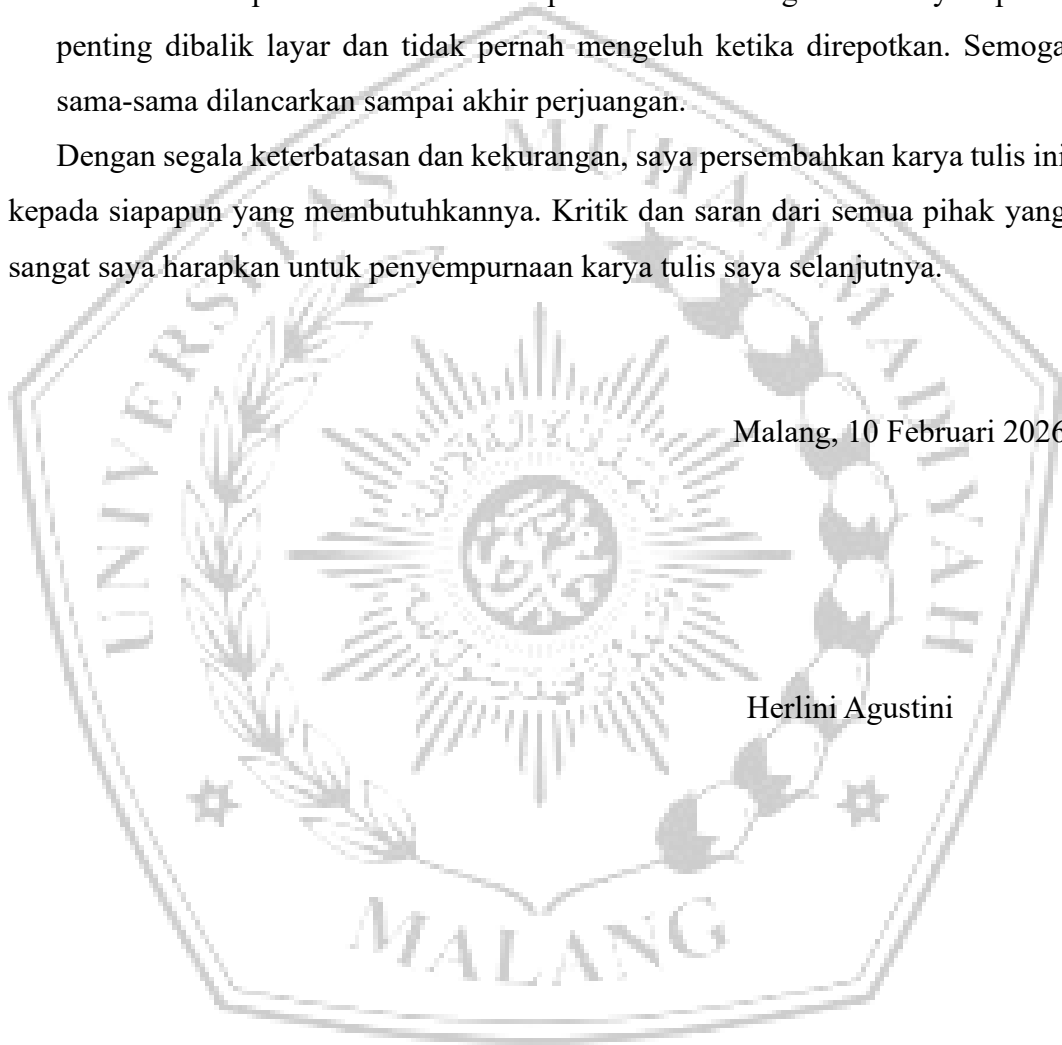 penting dibalik layar dan tidak pernah mengeluh ketika direpotkan. Semoga
sama-sama dilancarkan sampai akhir perjuangan.
Dengan segala keterbatasan dan kekurangan, saya persembahkan karya tulis ini
kepada siapapun yang membutuhkannya. Kritik dan saran dari semua pihak yang
sangat saya harapkan untuk penyempurnaan karya tulis saya selanjutnya.
Malang, 10 Februari 2026
Herlini Agustini
UNIVERSITAS MUHAMMADIYAH
MALANG